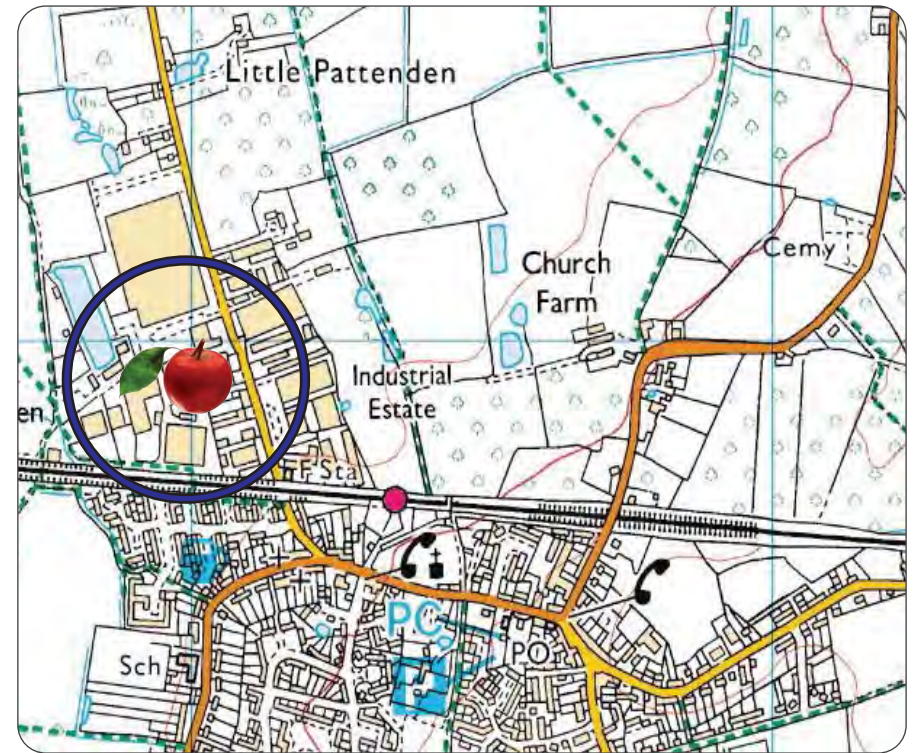 Little Pattenden
Church
Farm
Cemy
Industrial
Estate
en
F Sta
PC
PO
Sch